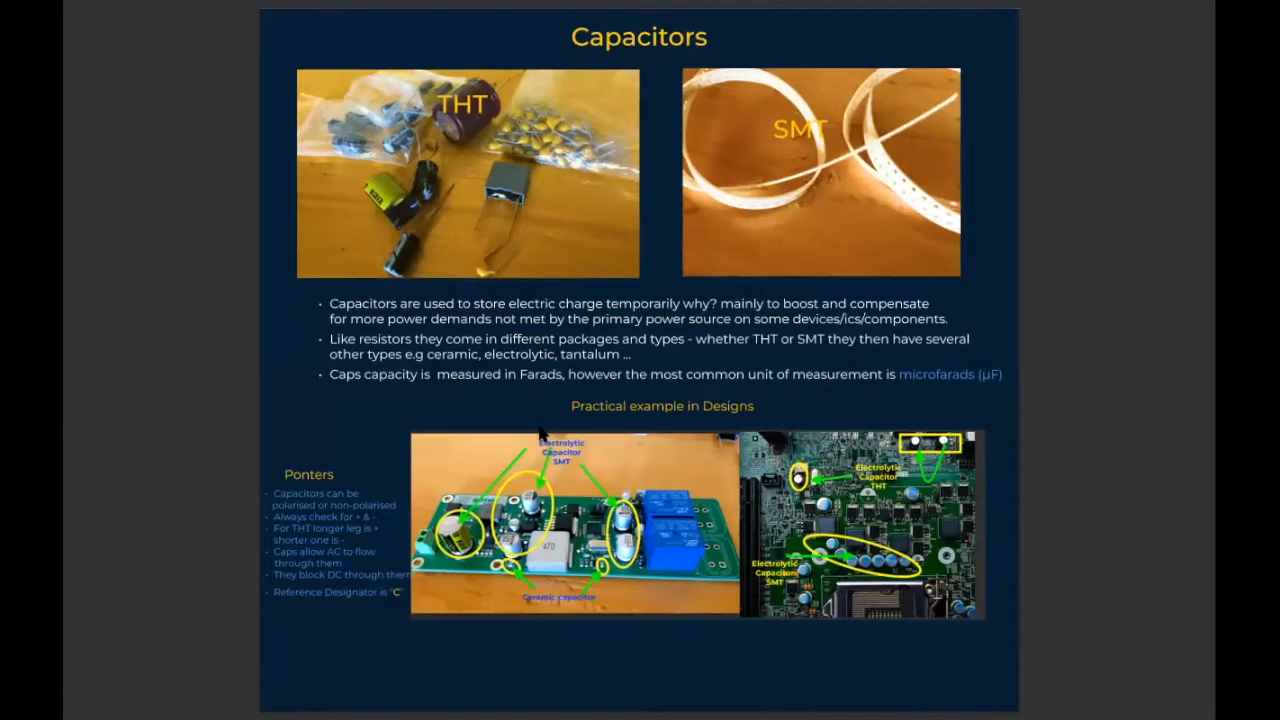 Capacitors
THT
SMT
· Capacitors are used to store electric charge temporarily why? mainly to boost and compensate
for more power demands not met by the primary power source on some devices/ics/components.
· Like resistors they come in different packages and types - whether THT or SMT they then have several
other types e.g ceramic, electrolytic, tantalum ...
· Caps capacity is measured in Farads, however the most common unit of measurement is microfarads (µF)
Practical example in Designs
Ponters
· Capacitors can be
polarised or non-polarised
· Always check for + & -
· For THT longer leg is +
shorter one is -
· Caps allow AC to flow
through them
· They block DC through them
· Reference Designator is "C"
Electrolytic
Capacitor
SMT
470
Ceramic capacitor
Electrolytic
Capacitor
THT
Electrolytic
Capacitor
SMT